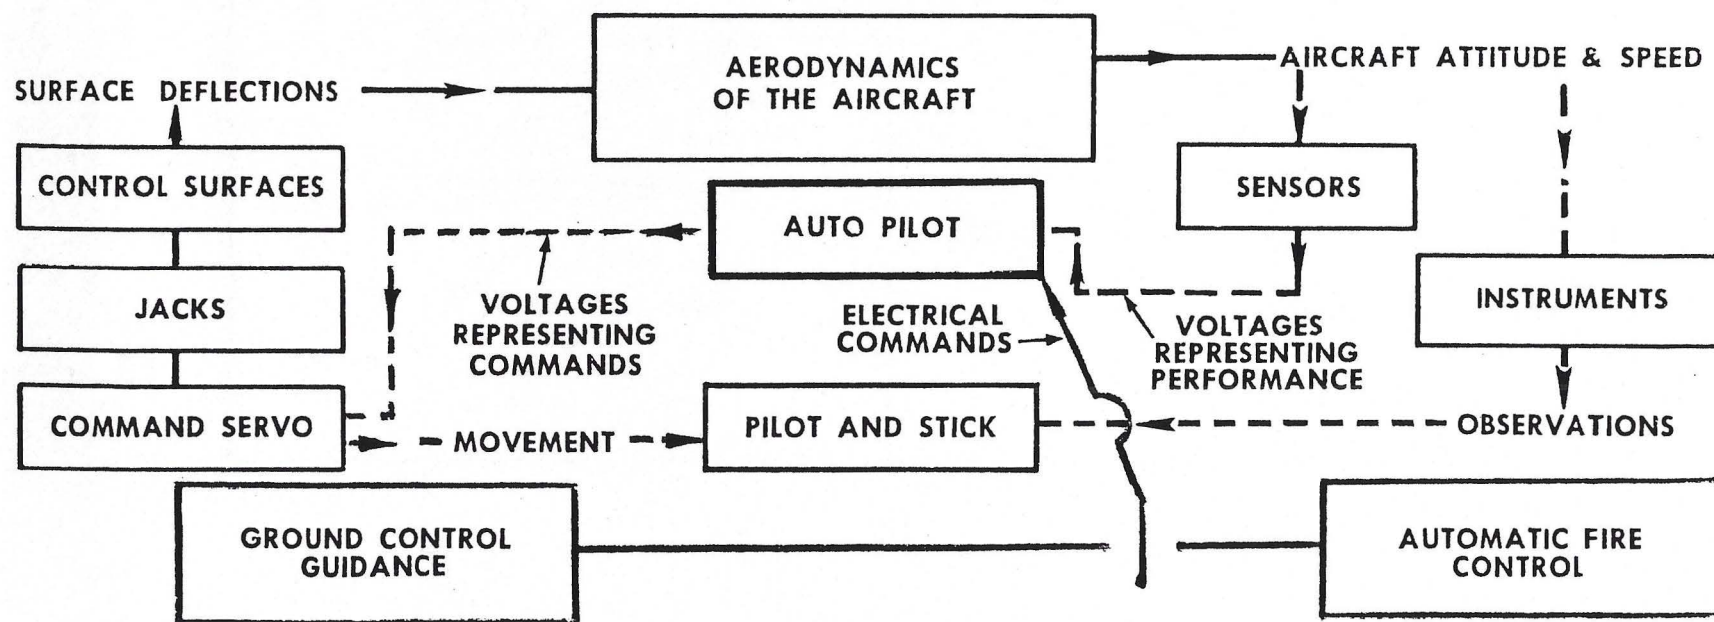 AERODYNAMICS
OF THE AIRCRAFT
AIRCRAFT ATTITUDE & SPEED
SURFACE DEFLECTIONS
CONTROL SURFACES
SENSORS
AUTO PILOT
JACKS
VOLTAGES
REPRESENTING
COMMANDS
ELECTRICAL
COMMANDS
VOLTAGES
REPRESENTING
PERFORMANCE
INSTRUMENTS
COMMAND SERVO
MOVEMENT
PILOT AND STICK
OBSERVATIONS
GROUND CONTROL
GUIDANCE
AUTOMATIC FIRE
CONTROL